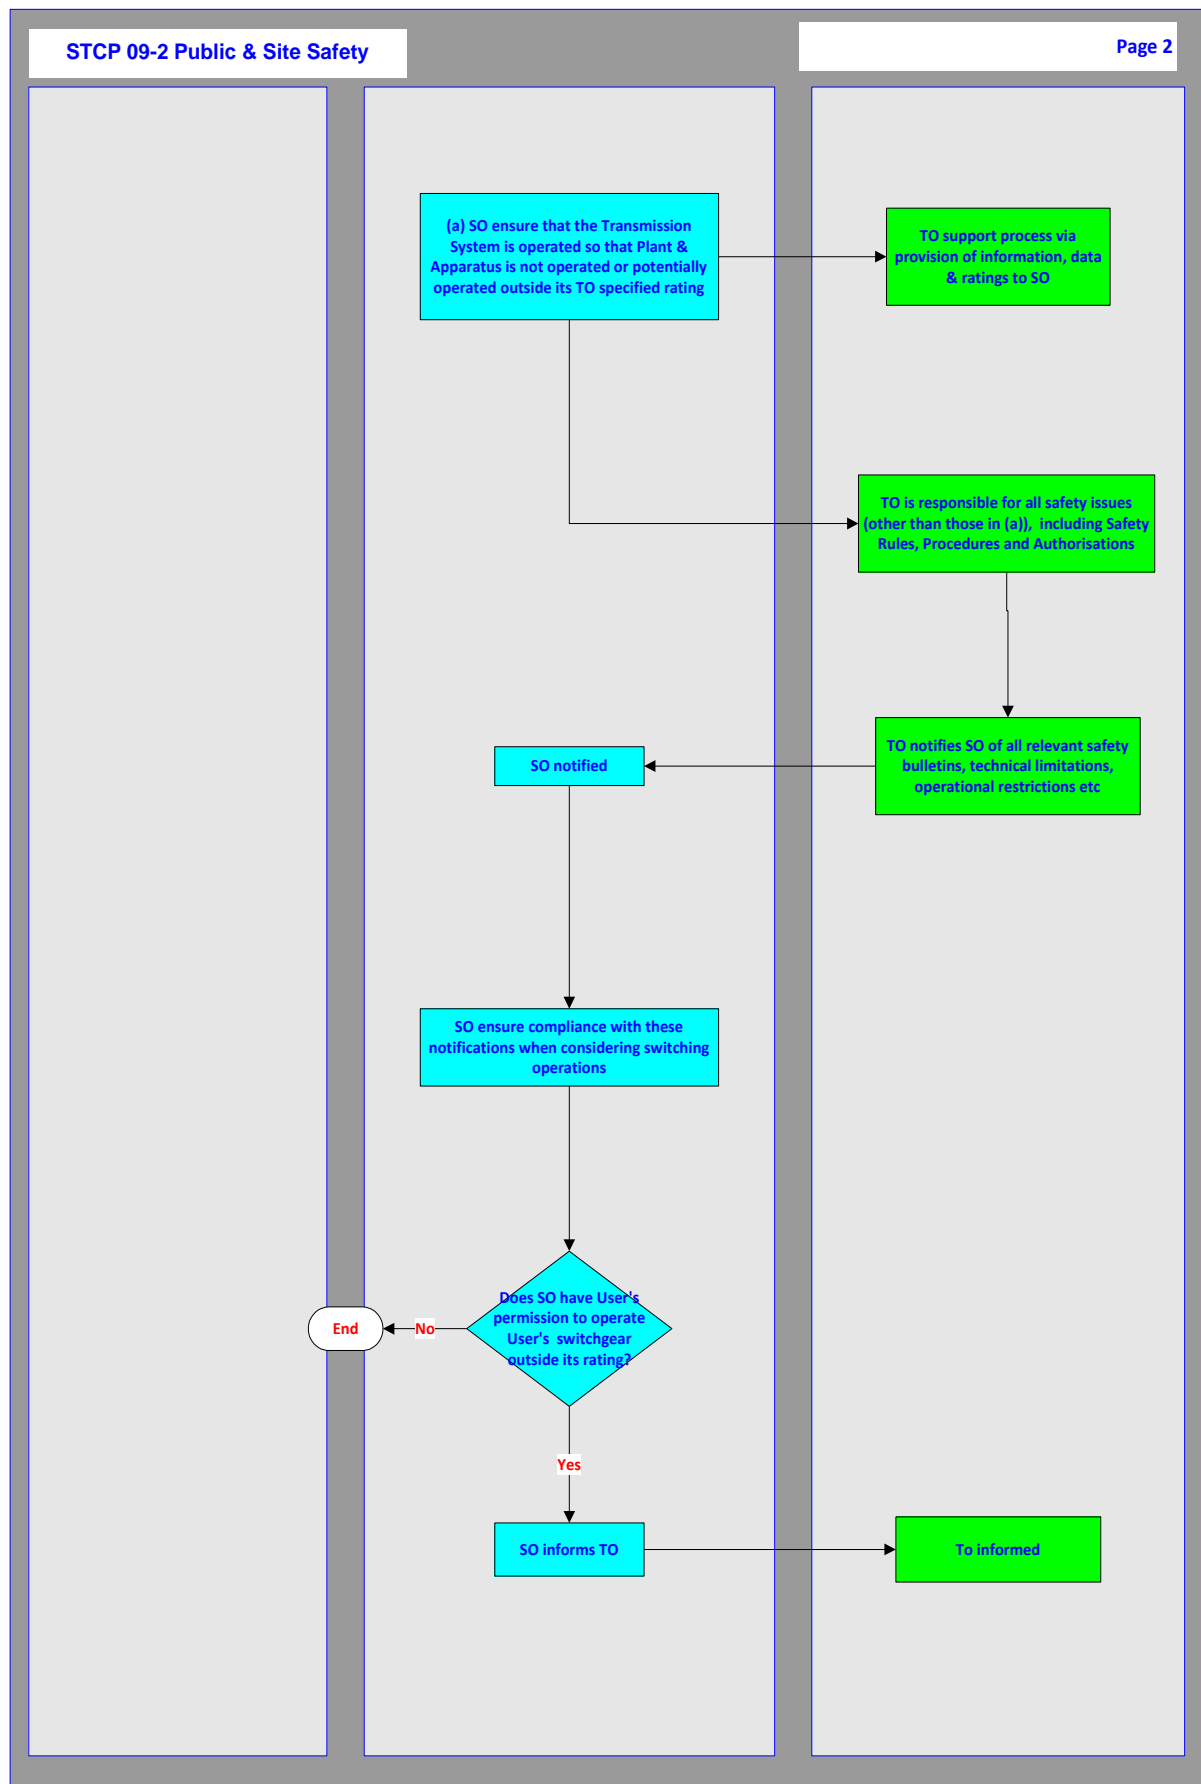 STCP 09-2 Public & Site Safety
Page 2
(a) SO ensure that the Transmission
System is operated so that Plant &
Apparatus is not operated or potentially
operated outside its TO specified rating
TO support process via
provision of information, data
& ratings to SO
TO is responsible for all safety issues
(other than those in (a)), including Safety
Rules, Procedures and Authorisations
TO notifies SO of all relevant safety
bulletins, technical limitations,
operational restrictions etc
SO notified
SO ensure compliance with these
notifications when considering switching
operations
Does SO have User's
permission to operate
User's switchgear
outside its rating?
No
End
Yes
SO informs TO
To informed